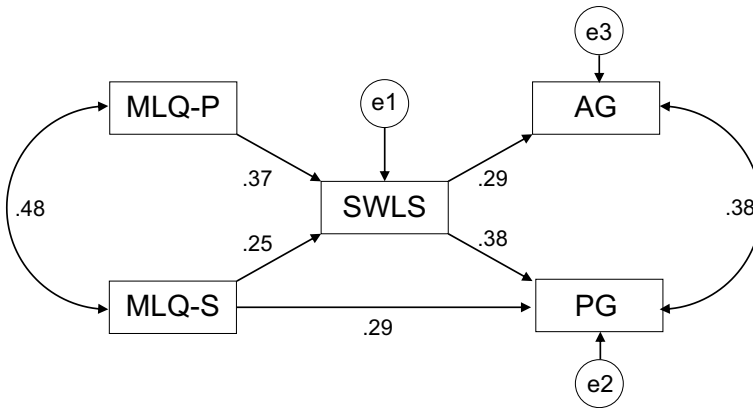 e3
MLQ-P
e1
AG
.37
.29
.48
SWLS
.38
.25
.38
MLQ-S
PG
.29
e2